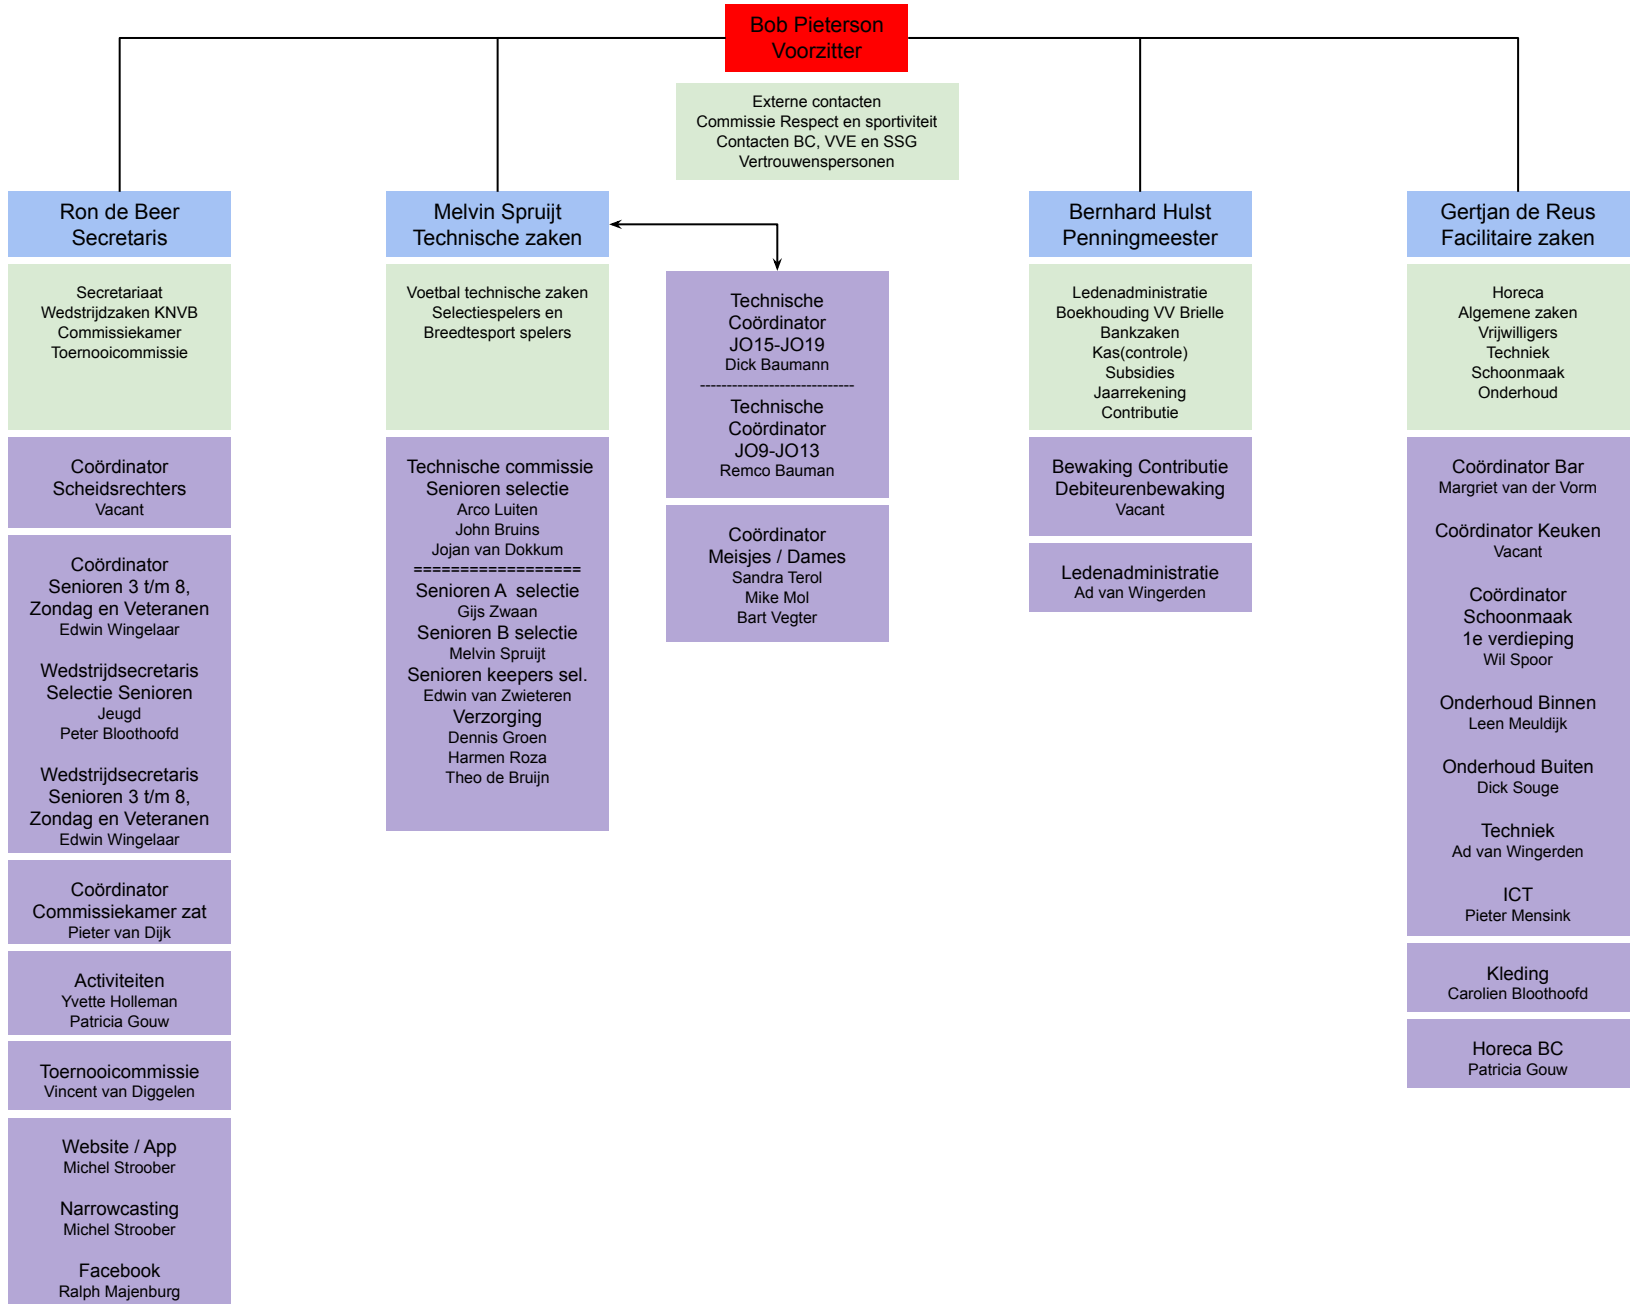 Bob Pieterson
Voorzitter
Externe contacten
Commissie Respect en sportiviteit
Contacten BC, VVE en SSG
Vertrouwenspersonen
Ron de Beer
Secretaris
Secretariaat
Wedstrijdzaken KNVB
Commissiekamer
Toernooicommissie
Coördinator
Scheidsrechters
Vacant
Coördinator
Senioren 3 t/m 8,
Zondag en Veteranen
Edwin Wingelaar
Wedstrijdsecretaris
Selectie Senioren
Jeugd
Peter Bloothoofd
Wedstrijdsecretaris
Senioren 3 t/m 8,
Zondag en Veteranen
Edwin Wingelaar
Coördinator
Commissiekamer zat
Pieter van Dijk
Activiteiten
Yvette Holleman
Patricia Gouw
Toernooicommissie
Vincent van Diggelen
Website / App
Michel Stroober
Narrowcasting
Michel Stroober
Facebook
Ralph Majenburg
Melvin Spruijt
Technische zaken
Voetbal technische zaken
Selectiespelers en
Breedtesport spelers
Technische commissie
Senioren selectie
Arco Luiten
John Bruins
Jojan van Dokkum
==================
Senioren A  selectie
Gijs Zwaan
Senioren B selectie
Melvin Spruijt
Senioren keepers sel.
Edwin van Zwieteren
Verzorging
Dennis Groen
Harmen Roza
Theo de Bruijn
Technische
Coördinator
JO15-JO19
Dick Baumann
-----------------------------
Technische
Coördinator
JO9-JO13
Remco Bauman
Coördinator
Meisjes / Dames
Sandra Terol
Mike Mol
Bart Vegter
Bernhard Hulst
Penningmeester
Ledenadministratie
Boekhouding VV Brielle
Bankzaken
Kas(controle)
Subsidies
Jaarrekening
Contributie
Bewaking Contributie
Debiteurenbewaking
Vacant
Ledenadministratie
Ad van Wingerden
Gertjan de Reus
Facilitaire zaken
Horeca
Algemene zaken
Vrijwilligers
Techniek
Schoonmaak
Onderhoud
Coördinator Bar
Margriet van der Vorm
Coördinator Keuken
Vacant
Coördinator
Schoonmaak
1e verdieping
Wil Spoor
Onderhoud Binnen
Leen Meuldijk
Onderhoud Buiten
Dick Souge
Techniek
Ad van Wingerden
ICT
Pieter Mensink
Kleding
Carolien Bloothoofd
Horeca BC
Patricia Gouw